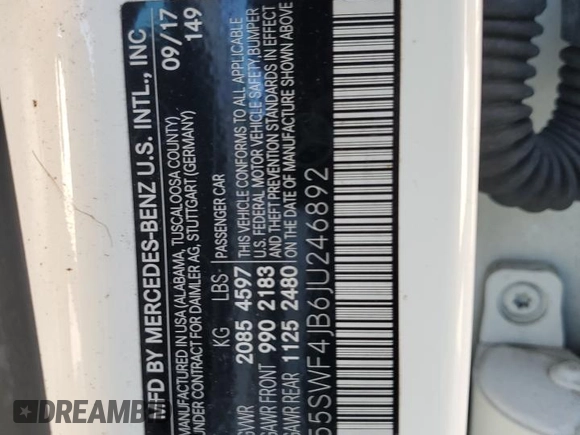 MFD BY MERCEDES-BENZ U.S. INTL., INC
09/17
149
MANUFACTURED IN USA (ALABAMA, TUSCALOOSA COUNTY)
UNDER CONTRACT FOR DAIMLER AG, STUTTGART (GERMANY)
KG LBS - PASSENGER CAR
GVWR 2085 4597
GAWR FRONT 990 2183
GAWR REAR 1125 2480
THIS VEHICLE CONFORMS TO ALL APPLICABLE
U.S. FEDERAL MOTOR VEHICLE SAFETY, BUMPER
AND THEFT PREVENTION STANDARDS IN EFFECT
ON THE DATE OF MANUFACTURE SHOWN ABOVE
55SWF4JB6JU246892
DIRECT
.CARS